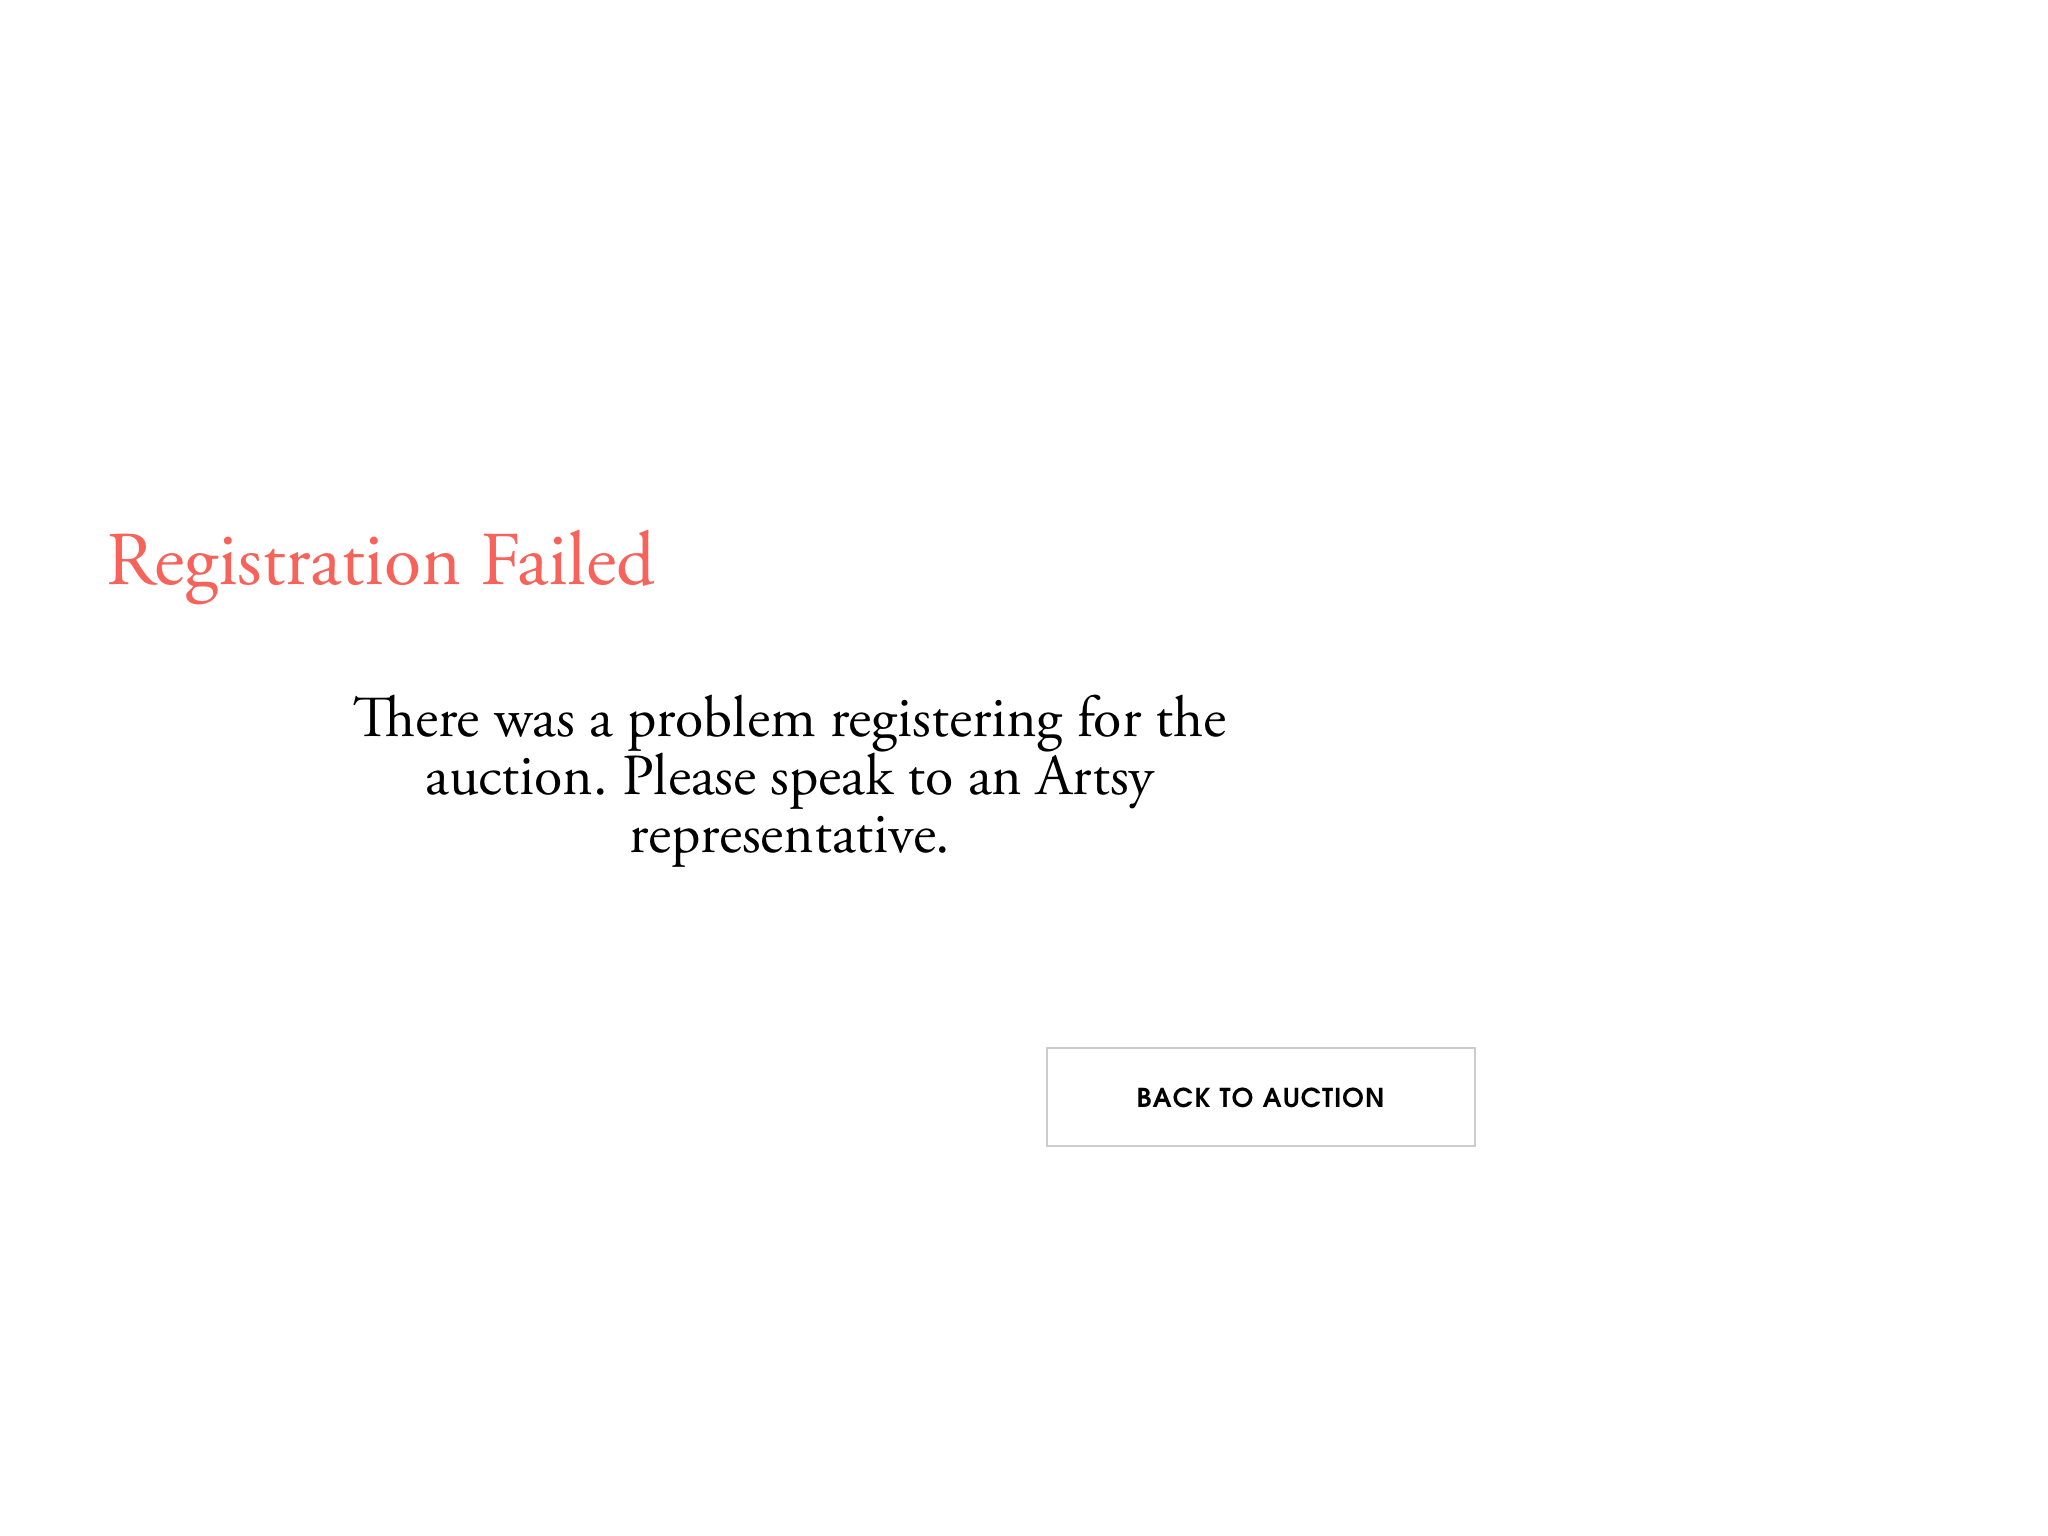 Registration Failed
There was a problem registering for the
auction. Please speak to an Artsy
representative.
BACK TO AUCTION